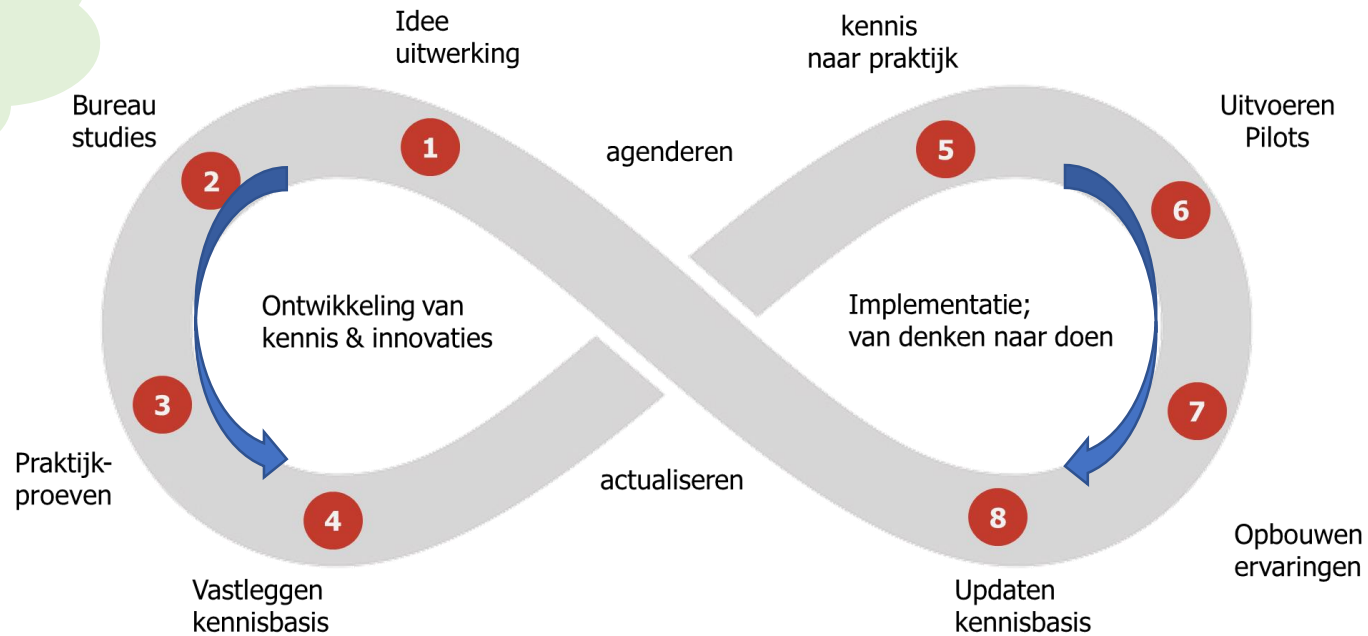 Idee
uitwerking
kennis
naar praktijk
Bureau
studies
Uitvoeren
Pilots
1
agenderen
5
2
6
Ontwikkeling van
kennis & innovaties
Implementatie;
van denken naar doen
3
7
Praktijk-
proeven
actualiseren
4
8
Opbouwen
ervaringen
Vastleggen
kennisbasis
Updaten
kennisbasis